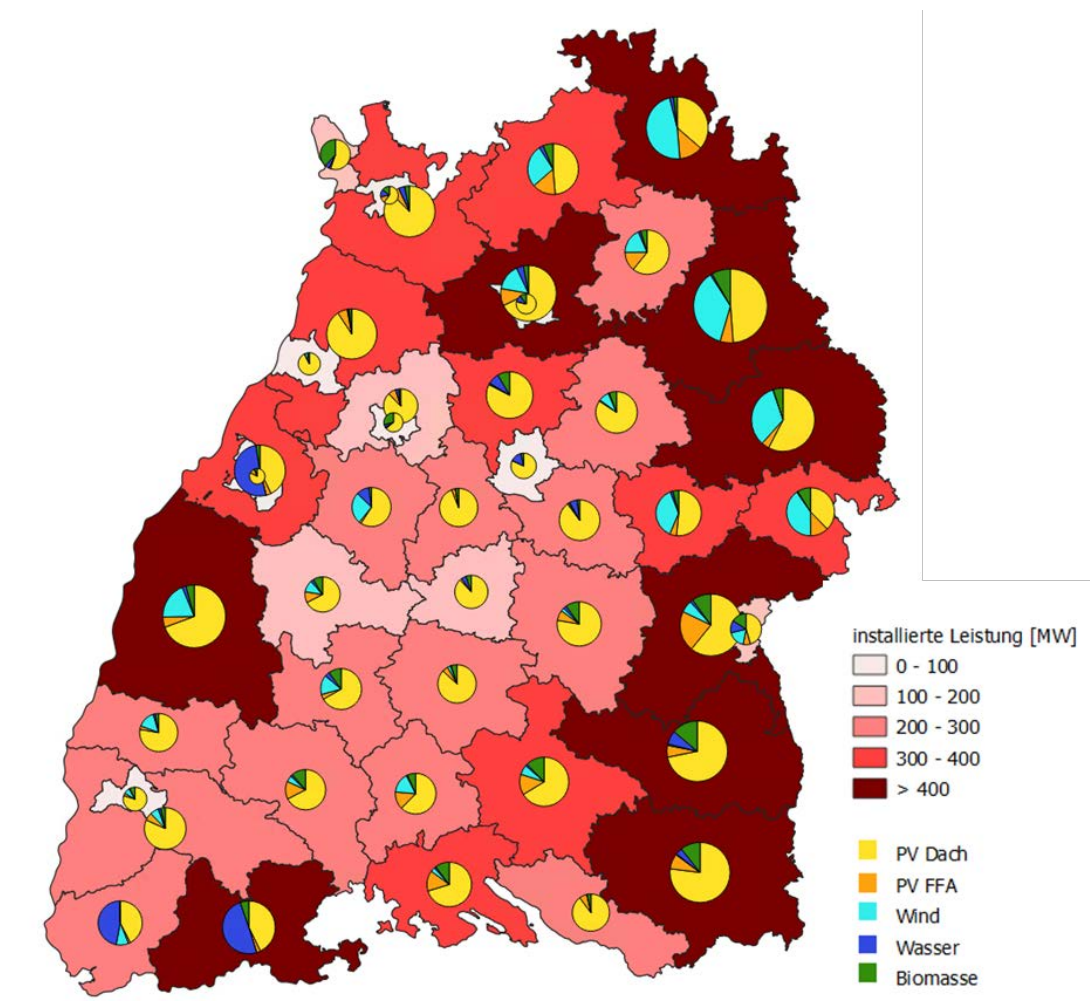 installierte Leistung [MW]
0 - 100
100 - 200
200 - 300
300 - 400
> 400
PV Dach
PV FFA
Wind
Wasser
Biomasse